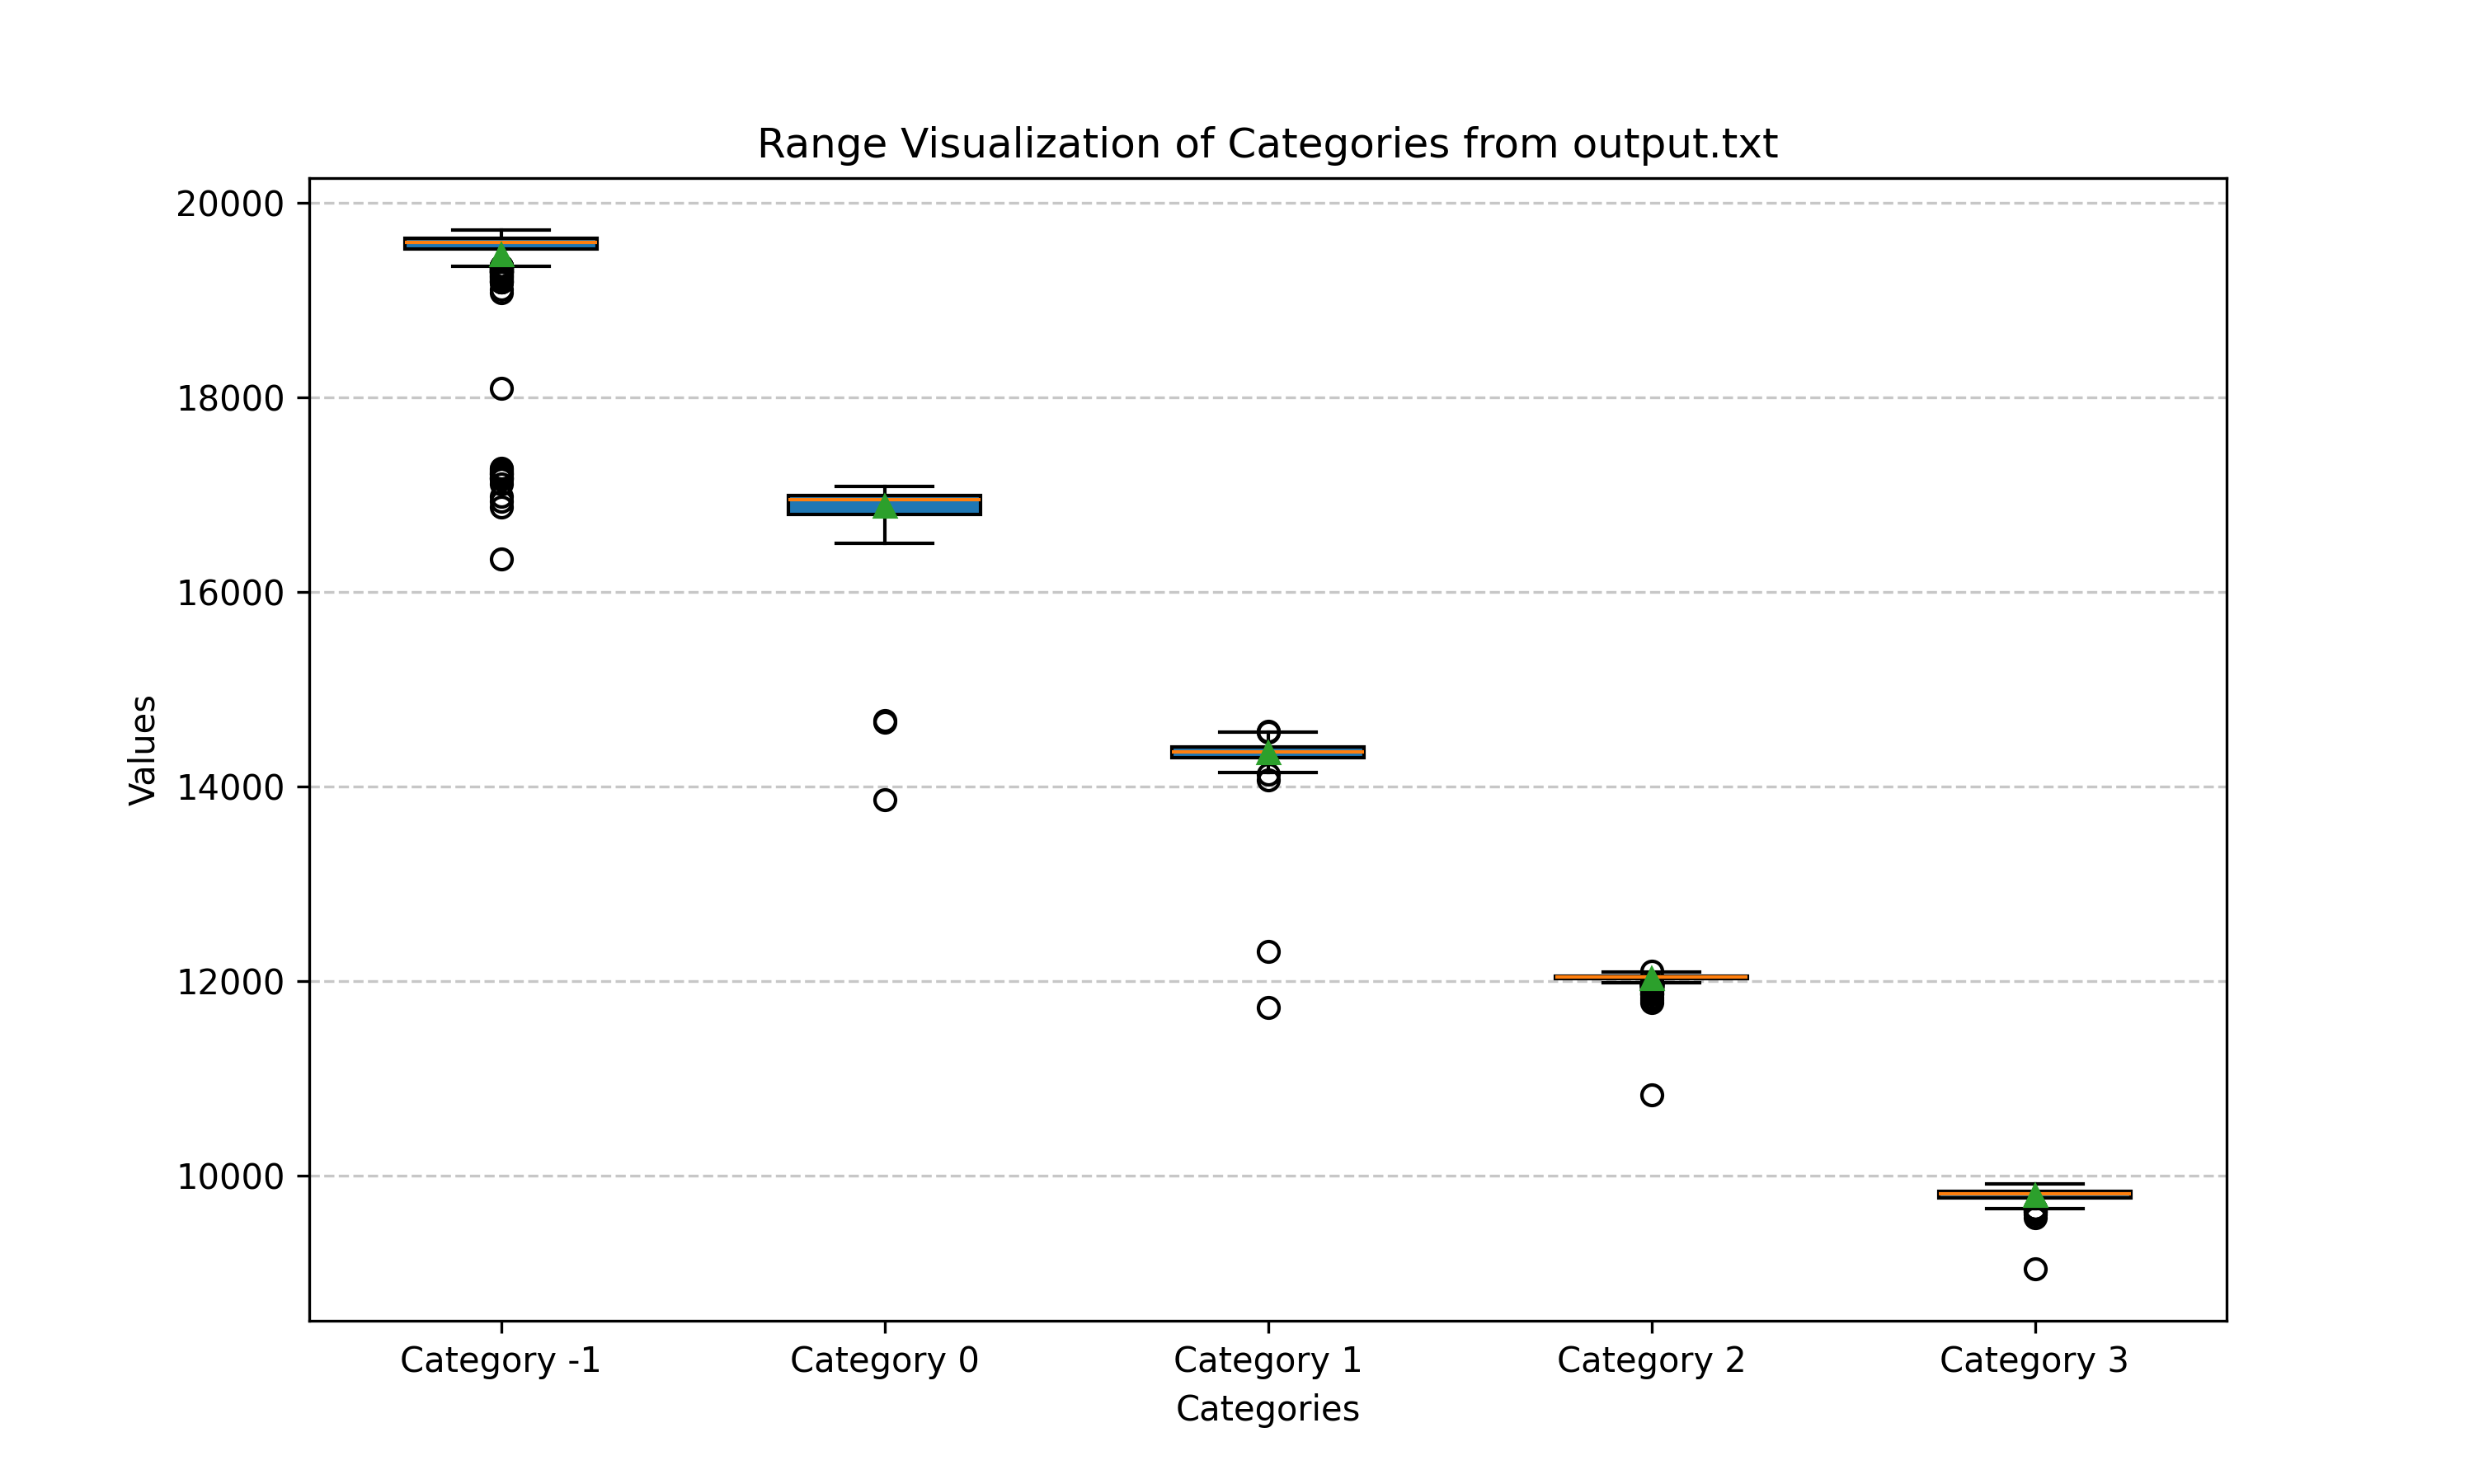 Range Visualization of Categories from output.txt
20000
18000
16000
14000
12000
10000
Values
Category -1 Category 0 Category 1 Category 2 Category 3
Categories